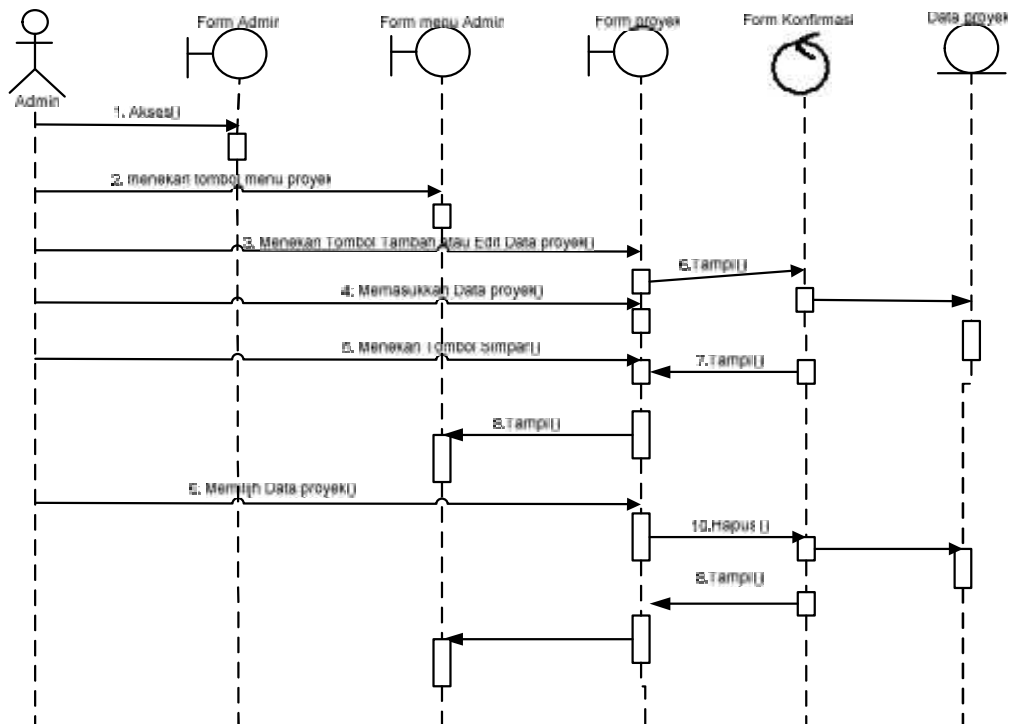 Form Admin
Form menu Admin
Form proyek
Form Konfirmasi
Data proyek
Admin
1. Akses()
2. menekan tombol menu proyek
3. Menekan Tombol Tambah atau Edit Data proyek()
6.Tampil()
4. Memasukkan Data proyek()
5. Menekan Tombol Simpan()
7.Tampil()
8.Tampil()
Memilih Data proyek()
10.Hapus ()
Tampil()